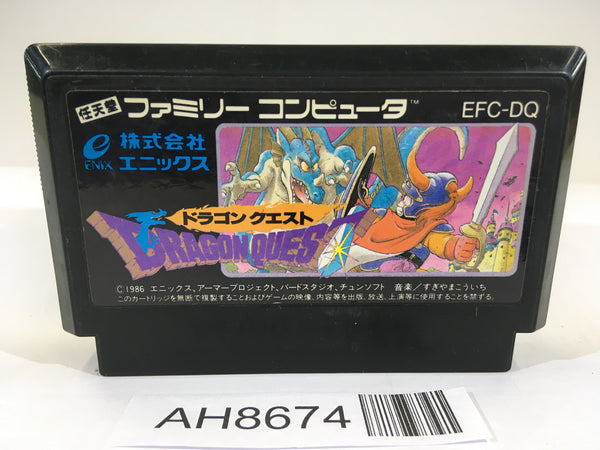 任天堂 ファミリー コンピュータ™ EFC-DQ
株式会社
ENIX エニックス
ドラゴン クエスト
DRAGON QUEST
©1986 エニックス、アーマープロジェクト、バードスタジオ、チュンソフト 音楽/すぎやまこういち
このカートリッジを無断で複製することおよびゲームの映像、内容等を出版、放送、上演等に使用することを禁ずる。
AH8674